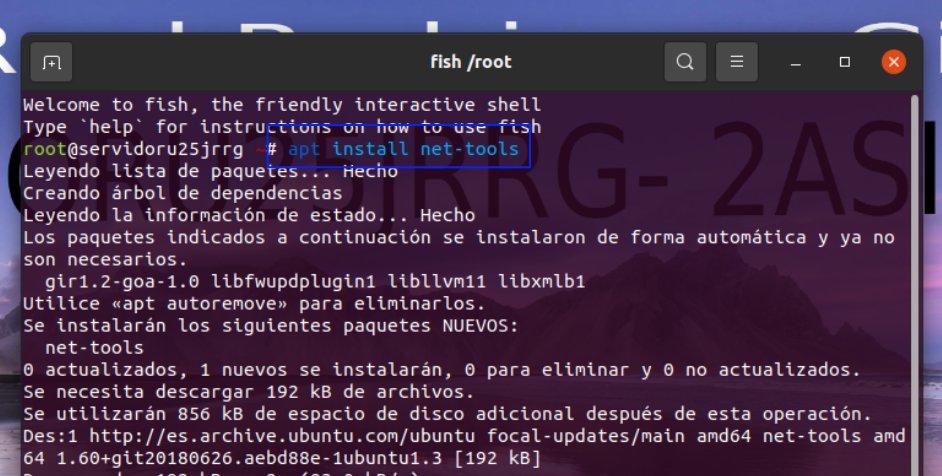 fish /root
Welcome to fish, the friendly interactive shell
Type `help` for instructions on how to use fish
root@servidoru25jrrg ~# apt install net-tools
Leyendo lista de paquetes... Hecho
Creando árbol de dependencias
Leyendo la información de estado... Hecho
Los paquetes indicados a continuación se instalaron de forma automática y ya no
son necesarios.
gir1.2-goa-1.0 libfwupdplugin1 libllvm11 libxmlb1
Utilice «apt autoremove» para eliminarlos.
Se instalarán los siguientes paquetes NUEVOS:
net-tools
0 actualizados, 1 nuevos se instalarán, 0 para eliminar y 0 no actualizados.
Se necesita descargar 192 kB de archivos.
Se utilizarán 856 kB de espacio de disco adicional después de esta operación.
Des:1 http://es.archive.ubuntu.com/ubuntu focal-updates/main amd64 net-tools amd
64 1.60+git20180626.aebd88e-1ubuntu1.3 [192 kB]